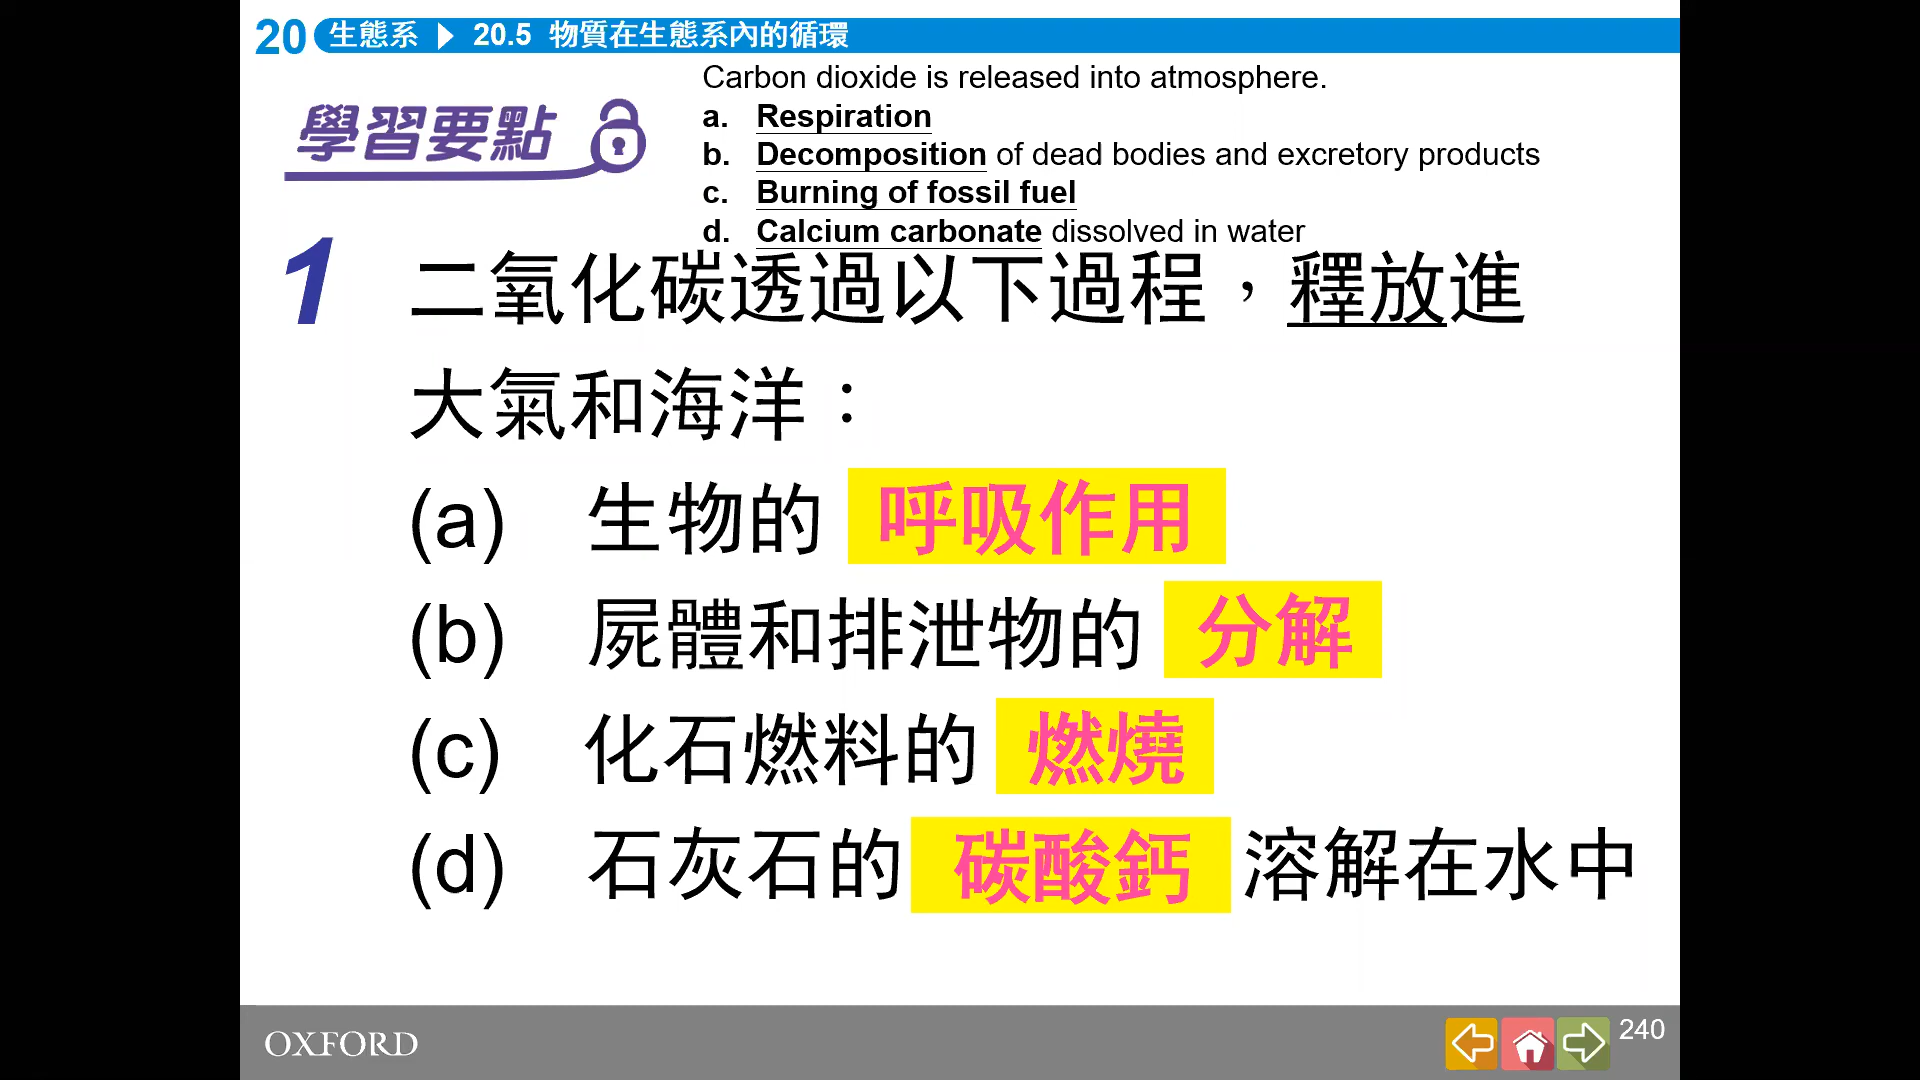 20 生態系 ▶ 20.5 物質在生態系內的循環
Carbon dioxide is released into atmosphere.
a. Respiration
b. Decomposition of dead bodies and excretory products
c. Burning of fossil fuel
d. Calcium carbonate dissolved in water
學習要點
1 二氧化碳透過以下過程，釋放進
大氣和海洋：
(a) 生物的 呼吸作用
(b) 屍體和排泄物的 分解
(c) 化石燃料的 燃燒
(d) 石灰石的 碳酸鈣 溶解在水中
OXFORD
240